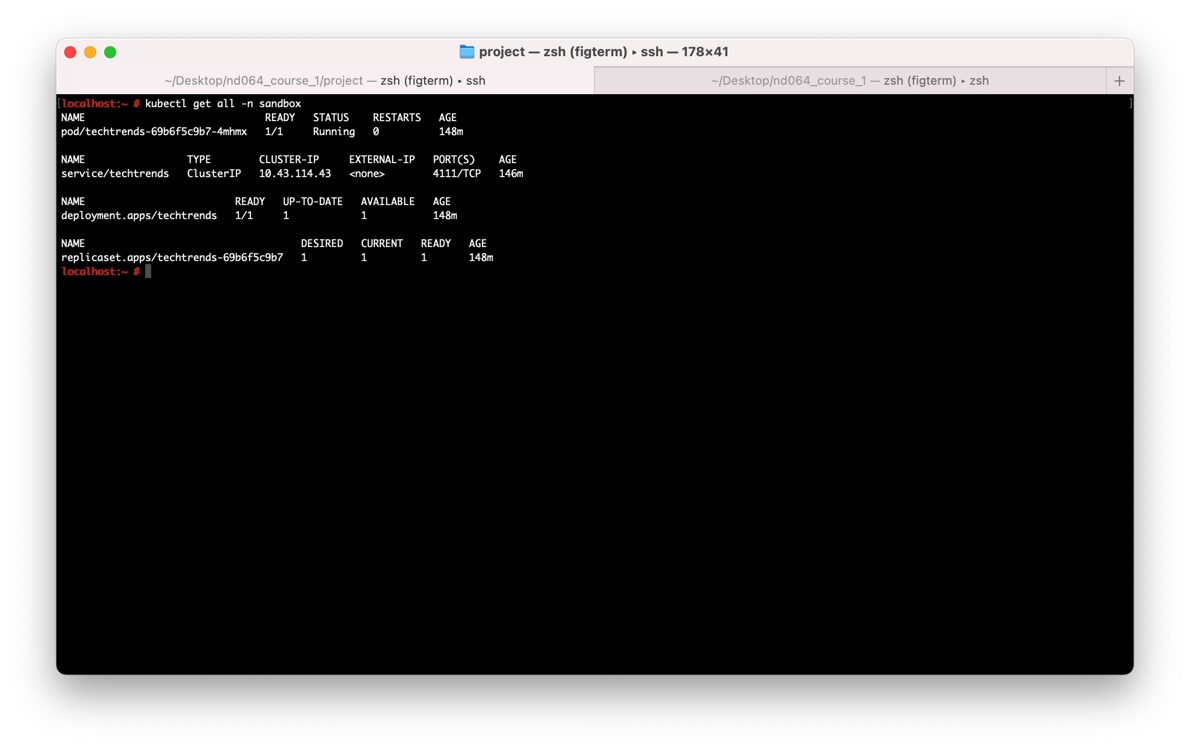 project — zsh (figterm) ▸ ssh — 178×41
~/Desktop/nd064_course_1/project — zsh (figterm) ▸ ssh
~/Desktop/nd064_course_1 — zsh (figterm) ▸ zsh
+
[localhost:~ # kubectl get all -n sandbox ]
NAME READY STATUS RESTARTS AGE
pod/techtrends-69b6f5c9b7-4mhmx 1/1 Running 0 148m
NAME TYPE CLUSTER-IP EXTERNAL-IP PORT(S) AGE
service/techtrends ClusterIP 10.43.114.43 <none> 4111/TCP 146m
NAME READY UP-TO-DATE AVAILABLE AGE
deployment.apps/techtrends 1/1 1 1 148m
NAME DESIRED CURRENT READY AGE
replicaset.apps/techtrends-69b6f5c9b7 1 1 1 148m
localhost:~ #